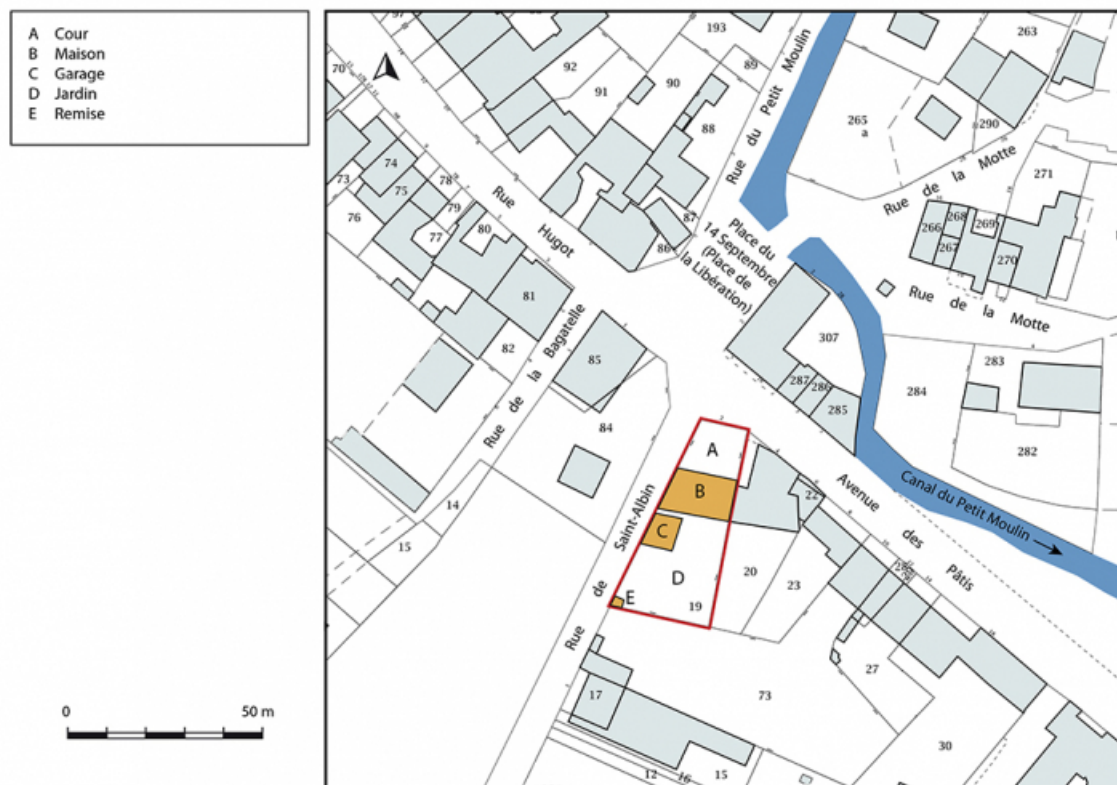 A Cour
B Maison
C Garage
D Jardin
E Remise
0 50 m
193
263
70
92
91
90
89
88
87
86
265
a
290
271
73
74
75
76
77
78
79
80
81
82
Rue Hugot
Rue du Petit Moulin
Place du
14 Septembre
(Place de
la Libération)
Rue de la Motte
266
268
267
269
270
Rue de la Motte
Rue de la Bagatelle
85
84
307
287
286
285
284
283
282
14
15
A
B
C
D
E
19
20
22
23
Avenue des Pâtis
Canal du Petit Moulin
Rue de Saint-Albin
17
73
27
30
12
16
15